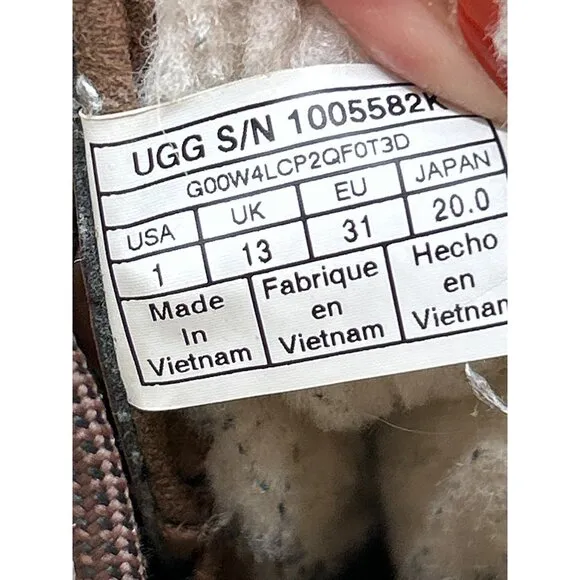 UGG S/N 1005582K
G00W4LCP2QF0T3D
USA UK EU JAPAN
1 13 31 20.0
Made Fabrique Hecho
In en en
Vietnam Vietnam Vietnam